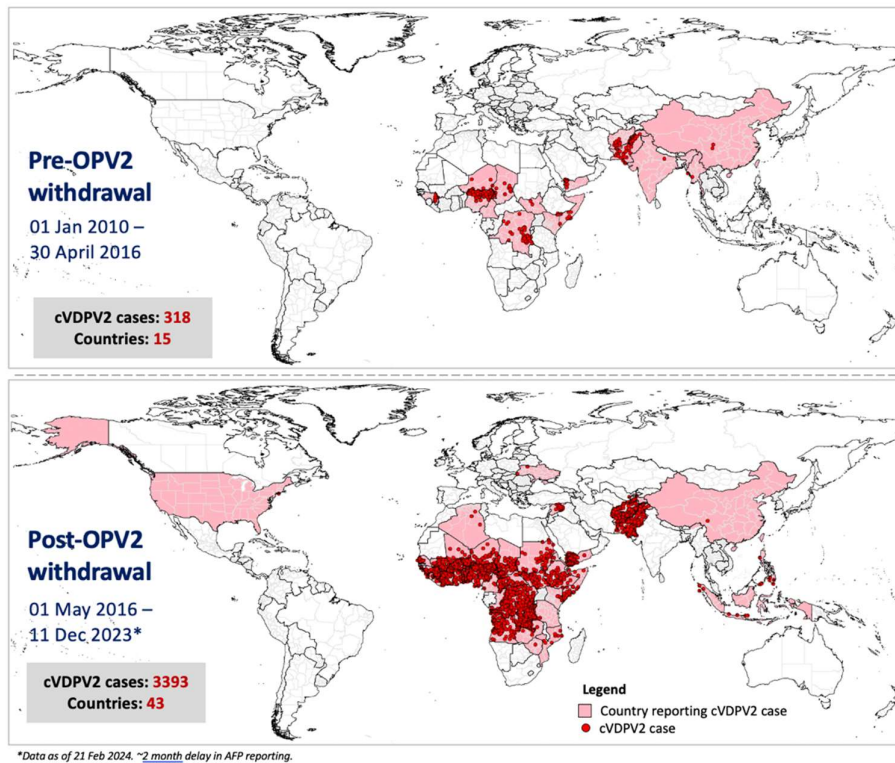 Pre-OPV2
withdrawal
01 Jan 2010 –
30 April 2016
cVDPV2 cases: 318
Countries: 15
Post-OPV2
withdrawal
01 May 2016 –
11 Dec 2023*
cVDPV2 cases: 3393
Countries: 43
Legend
Country reporting cVDPV2 case
cVDPV2 case
*Data as of 21 Feb 2024. ~2 month delay in AFP reporting.